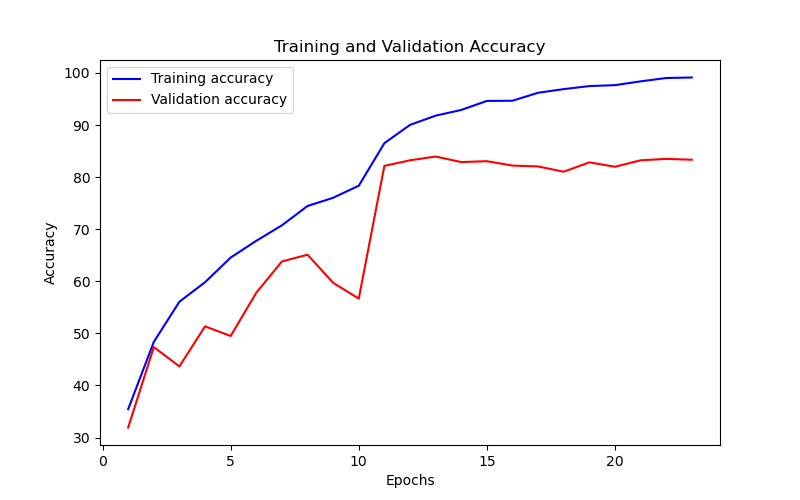 Training and Validation Accuracy
Training accuracy
Validation accuracy
Accuracy
100
90
80
70
60
50
40
30
0 5 10 15 20
Epochs